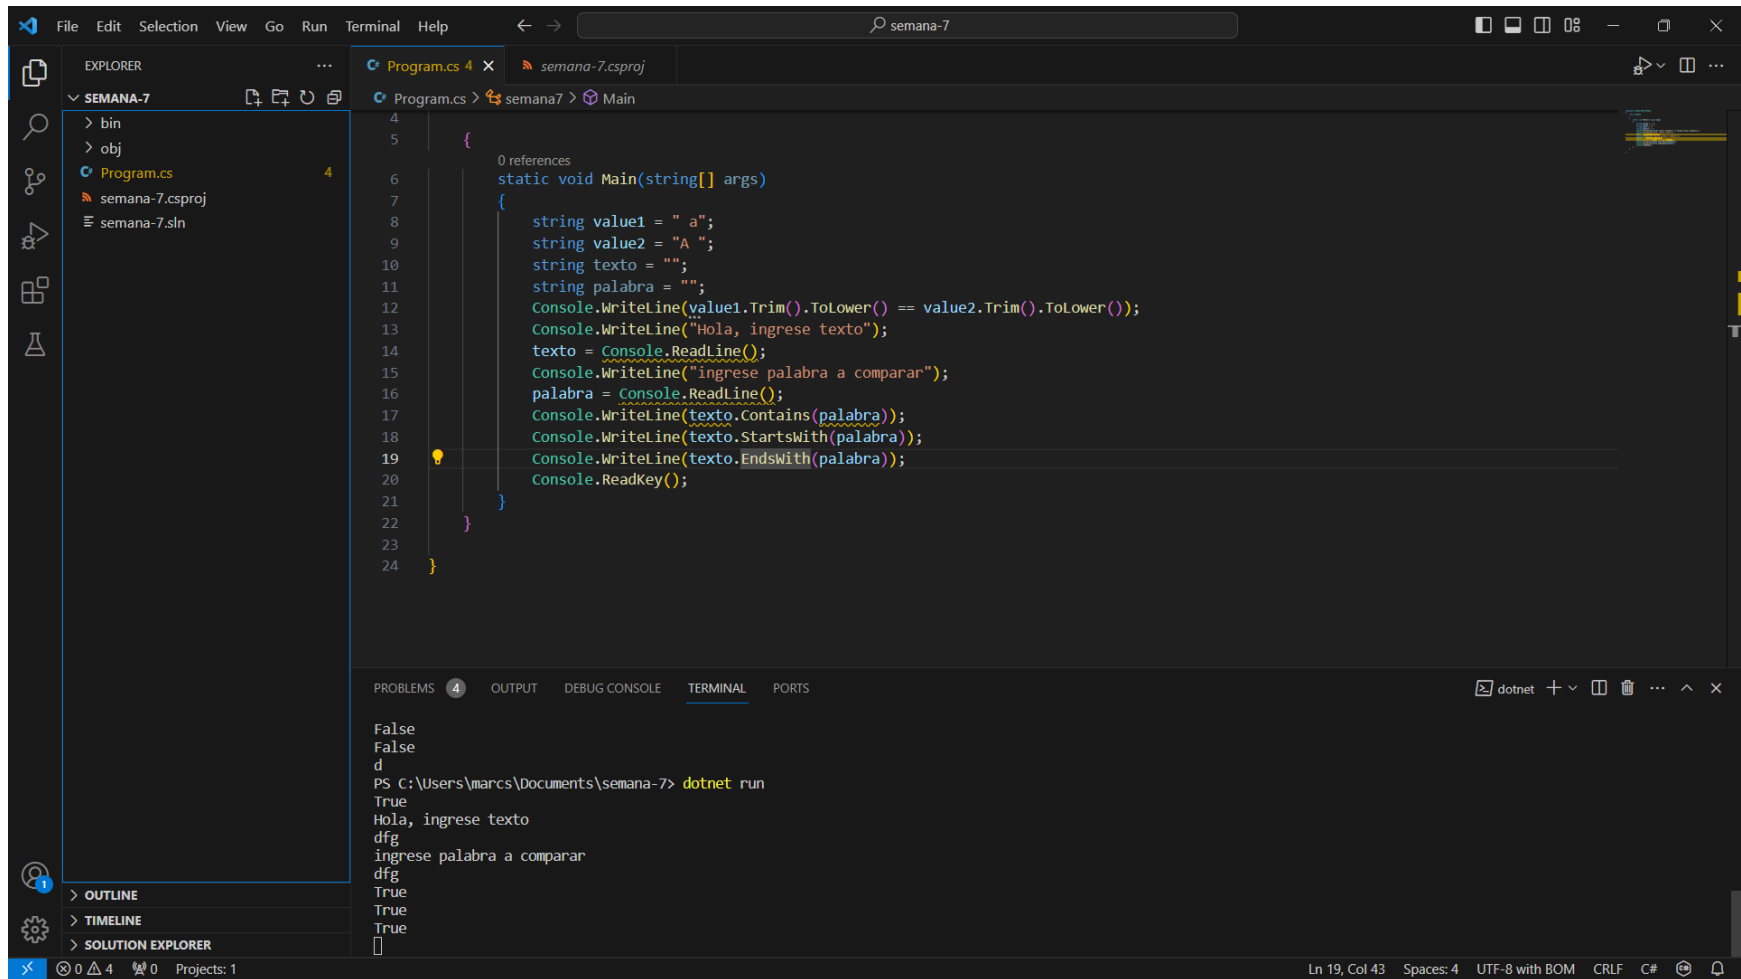 File Edit Selection View Go Run Terminal Help
semana-7
EXPLORER
SEMANA-7
bin
obj
Program.cs 4
semana-7.csproj
semana-7.sln
OUTLINE
TIMELINE
SOLUTION EXPLORER
Program.cs 4
semana-7.csproj
Program.cs > semana7 > Main
4
5 {
0 references
6 static void Main(string[] args)
7 {
8 string value1 = " a";
9 string value2 = "A ";
10 string texto = "";
11 string palabra = "";
12 Console.WriteLine(value1.Trim().ToLower() == value2.Trim().ToLower());
13 Console.WriteLine("Hola, ingrese texto");
14 texto = Console.ReadLine();
15 Console.WriteLine("ingrese palabra a comparar");
16 palabra = Console.ReadLine();
17 Console.WriteLine(texto.Contains(palabra));
18 Console.WriteLine(texto.StartsWith(palabra));
19 Console.WriteLine(texto.EndsWith(palabra));
20 Console.ReadKey();
21 }
22 }
23
24 }
PROBLEMS 4 OUTPUT DEBUG CONSOLE TERMINAL PORTS
dotnet
False
False
d
PS C:\Users\marcs\Documents\semana-7> dotnet run
True
Hola, ingrese texto
dfg
ingrese palabra a comparar
dfg
True
True
True
1
0 4 0 Projects: 1
Ln 19, Col 43 Spaces: 4 UTF-8 with BOM CRLF C#